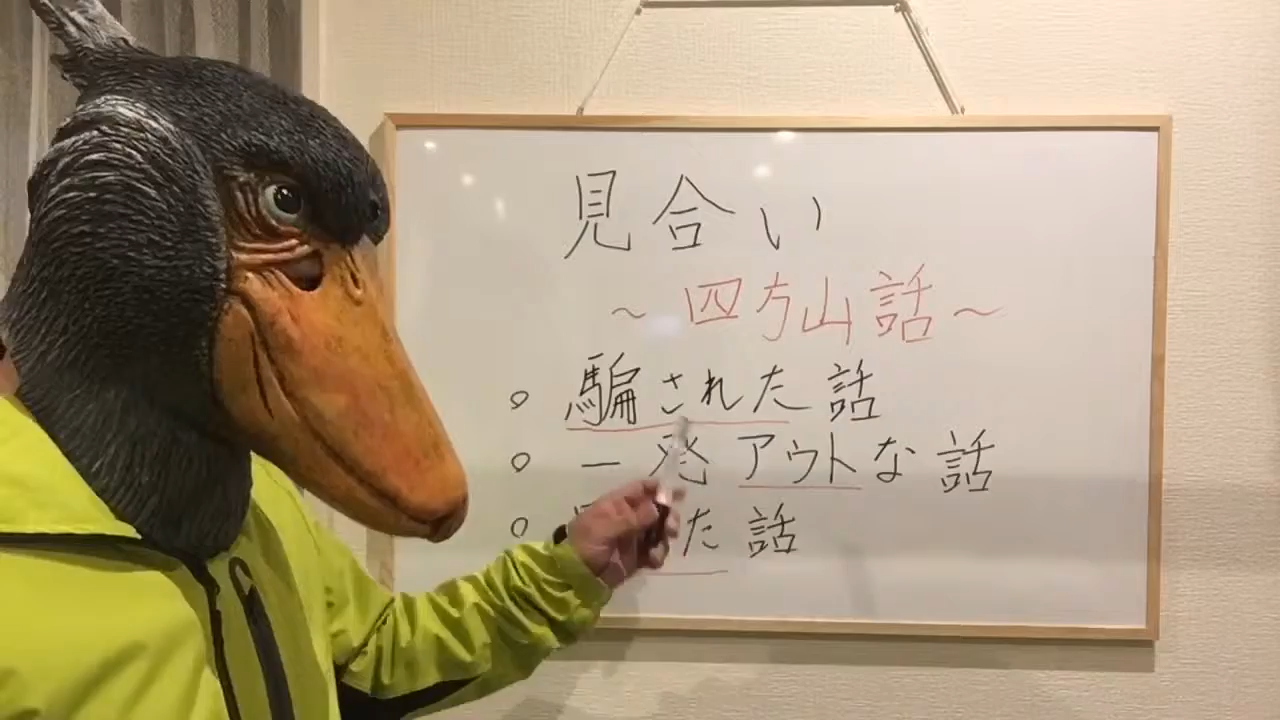 見合い
～四方山話～
○ 騙された話
○ 一発アウトな話
○ た話